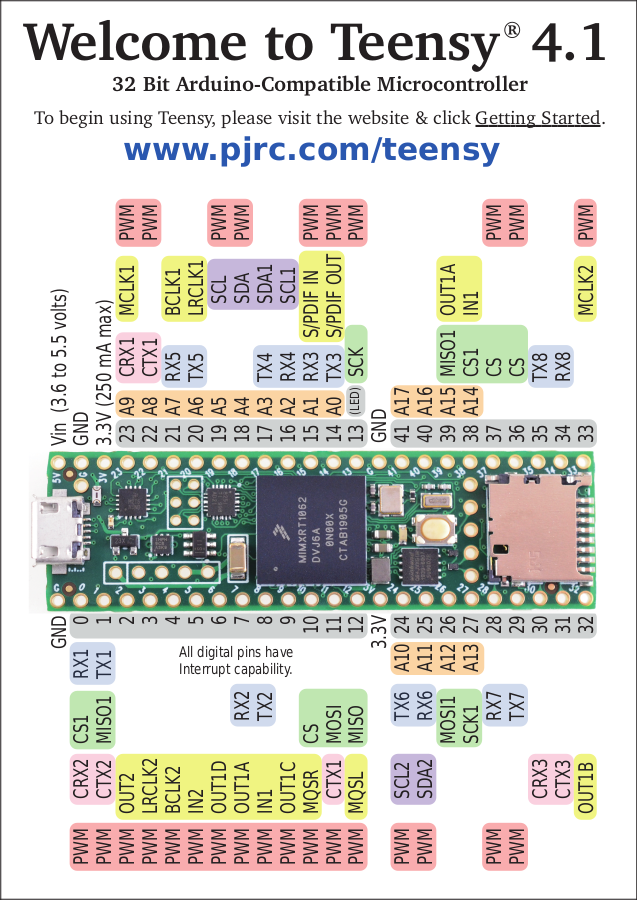 Welcome to Teensy® 4.1
32 Bit Arduino-Compatible Microcontroller
To begin using Teensy, please visit the website & click Getting Started.
www.pjrc.com/teensy
PWM PWM PWM PWM PWM PWM PWM PWM PWM PWM
MCLK1 BCLK1 LRCLK1 SCL SDA SDA1 SCL1 S/PDIF IN S/PDIF OUT OUT1A IN1 MCLK2
CRX1 CTX1 RX5 TX5 TX4 RX4 RX3 TX3 SCK MISO1 CS1 CS CS TX8 RX8
A9 A8 A7 A6 A5 A4 A3 A2 A1 A0 (LED) A17 A16 A15 A14
Vin (3.6 to 5.5 volts) GND 3.3V (250 mA max) 23 22 21 20 19 18 17 16 15 14 13 GND 41 40 39 38 37 36 35 34 33
MIMXRT1062
DVJ6A
0N00X
CTAB1905G
GND 0 1 2 3 4 5 6 7 8 9 10 11 12 3.3V 24 25 26 27 28 29 30 31 32
RX1 TX1 A10 A11 A12 A13
All digital pins have
Interrupt capability.
CS1 MISO1 RX2 TX2 CS MOSI MISO TX6 RX6 MOSI1 SCK1 RX7 TX7
CRX2 CTX2 OUT2 LRCLK2 BCLK2 IN2 OUT1D OUT1A IN1 OUT1C MQSR CTX1 MQSL SCL2 SDA2 CRX3 CTX3 OUT1B
PWM PWM PWM PWM PWM PWM PWM PWM PWM PWM PWM PWM PWM PWM PWM PWM PWM